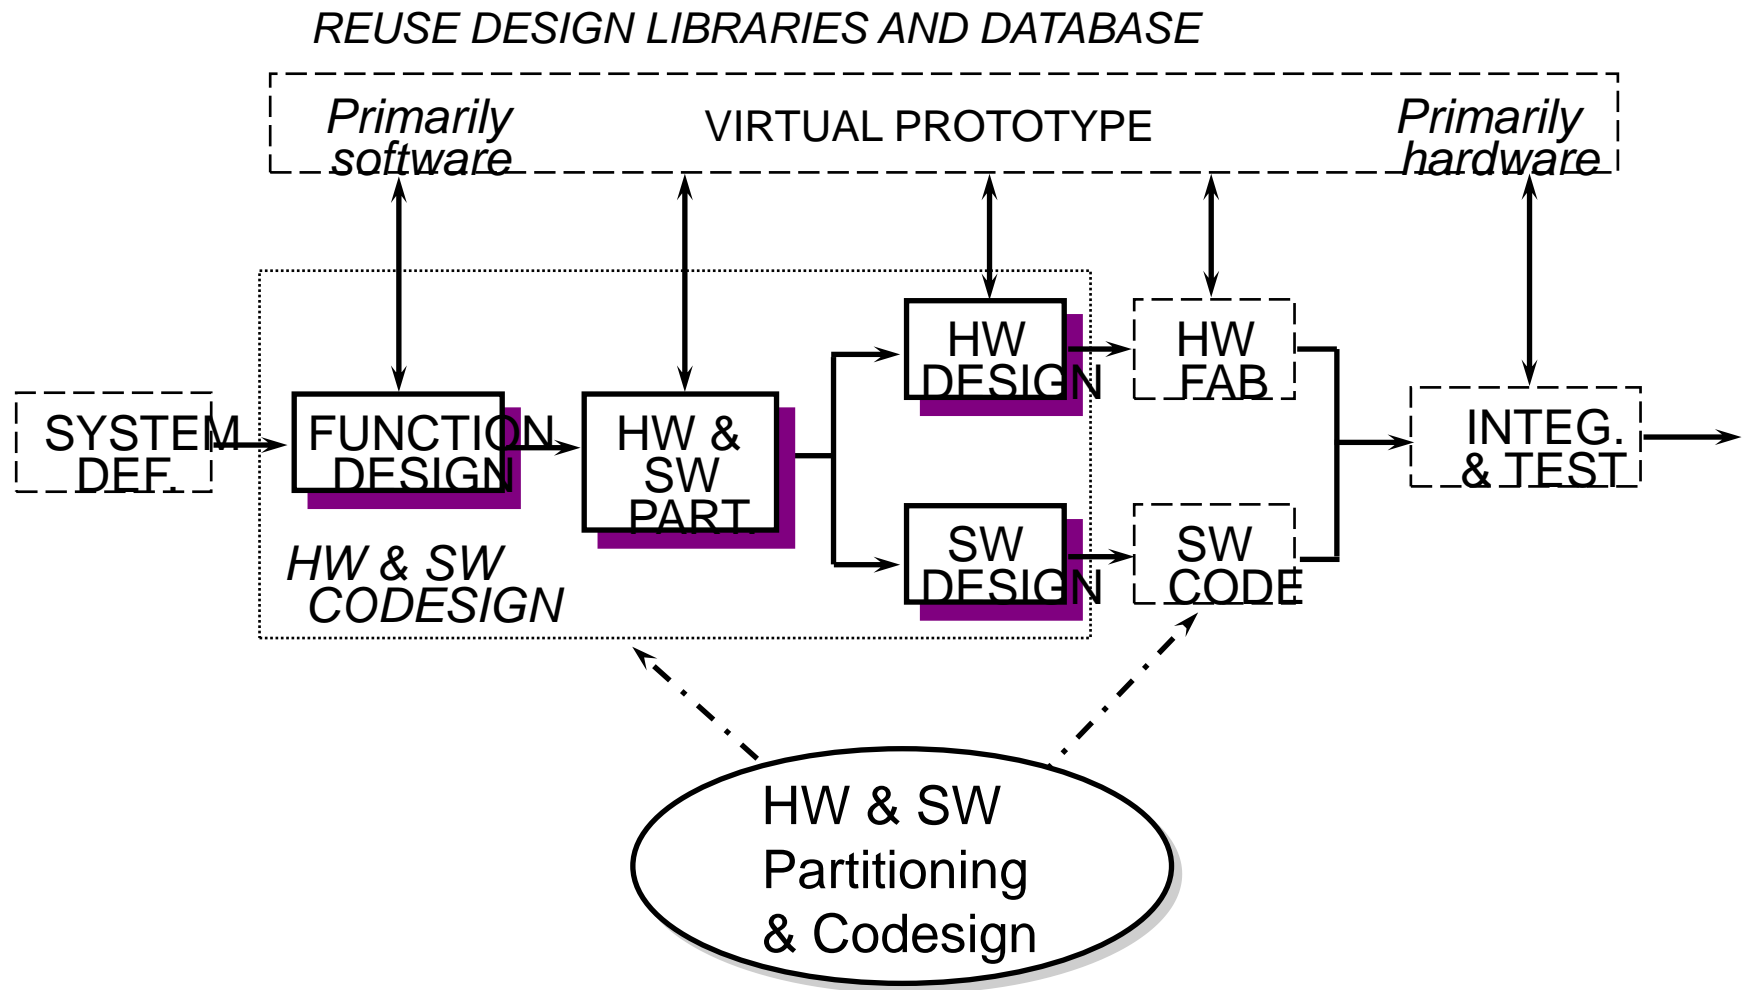 REUSE DESIGN LIBRARIES AND DATABASE
Primarily
software
VIRTUAL PROTOTYPE
Primarily
hardware
SYSTEM
DEF.
FUNCTION
DESIGN
HW &
SW
PART.
HW
DESIGN
HW
FAB
SW
DESIGN
SW
CODE
INTEG.
& TEST
HW & SW
CODESIGN
HW & SW
Partitioning
& Codesign